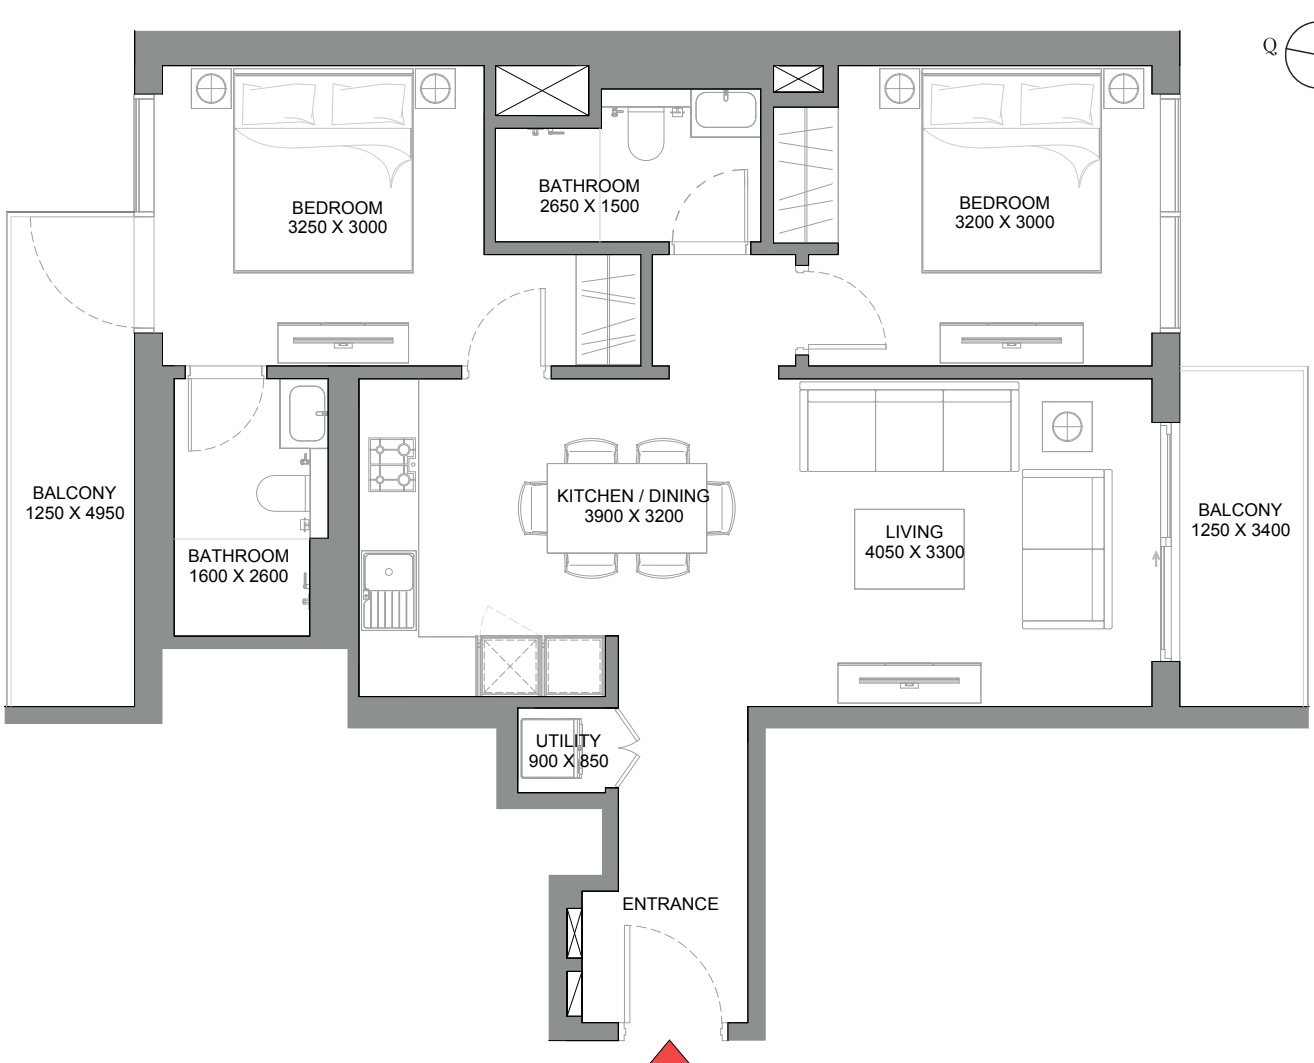 Q
BEDROOM
3250 X 3000
BATHROOM
2650 X 1500
BEDROOM
3200 X 3000
BALCONY
1250 X 4950
BATHROOM
1600 X 2600
KITCHEN / DINING
3900 X 3200
LIVING
4050 X 3300
BALCONY
1250 X 3400
UTILITY
900 X 850
ENTRANCE